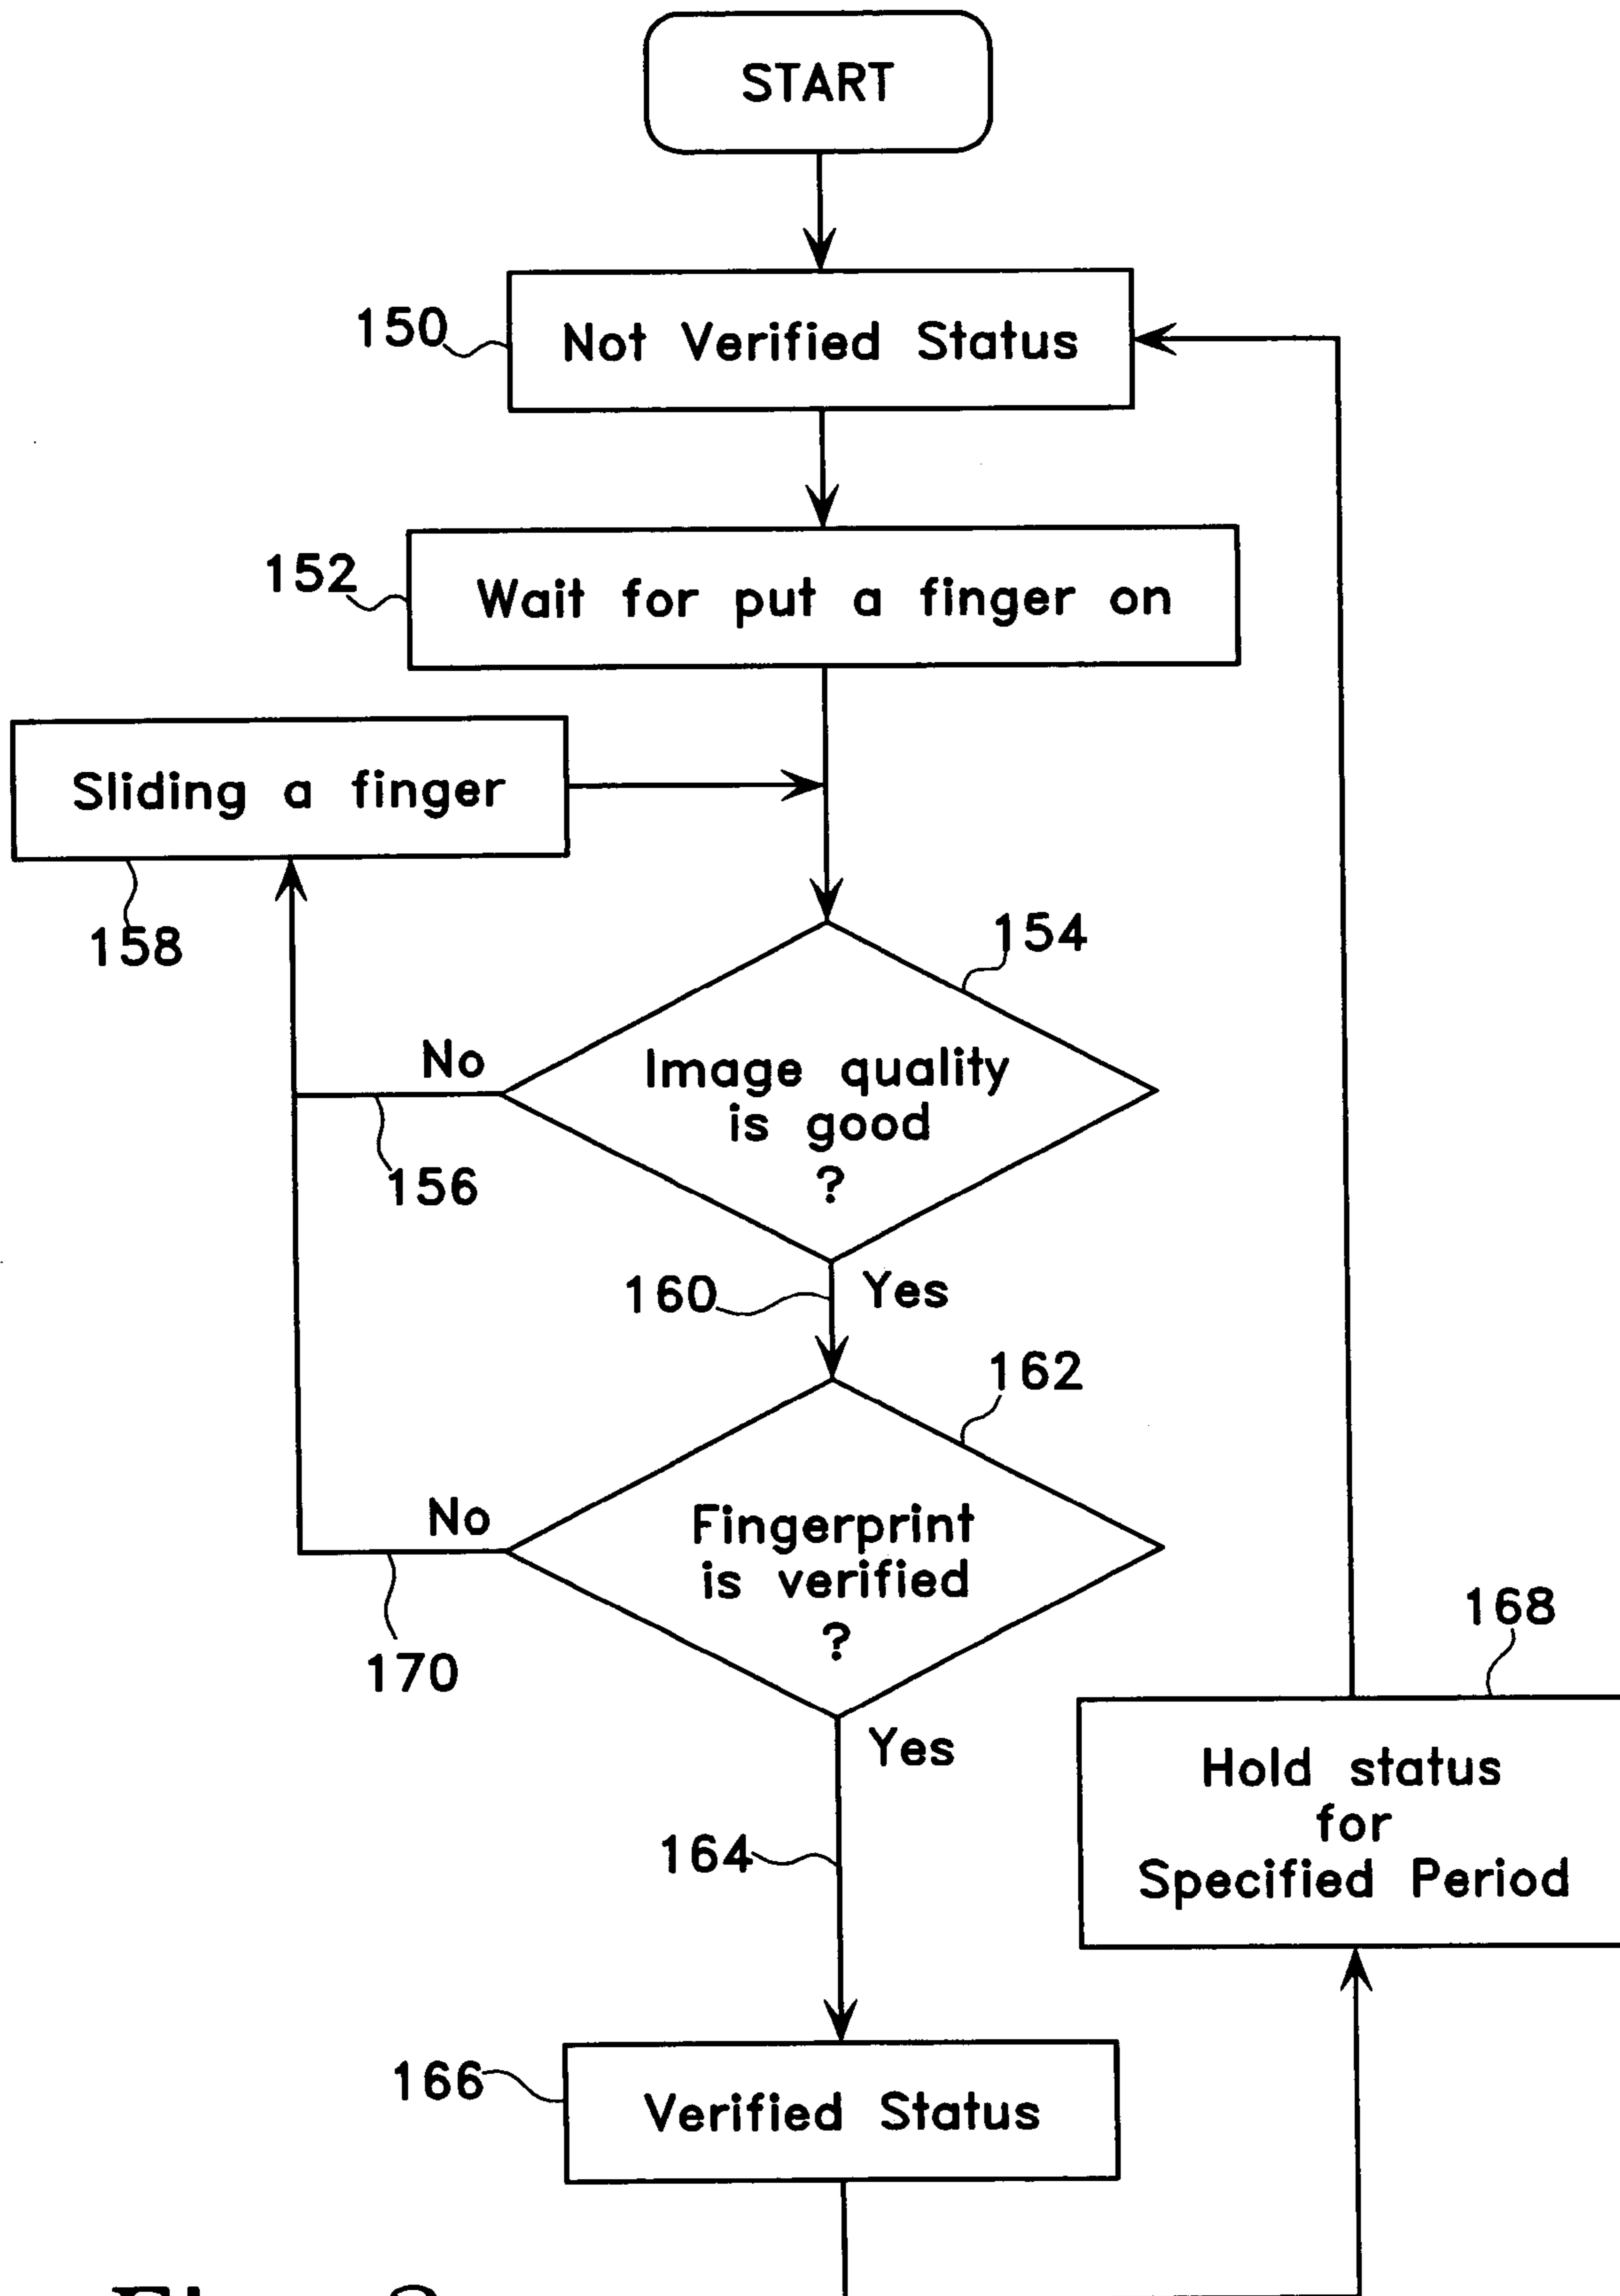 START
150
Not Verified Status
152
Wait for put a finger on
Sliding a finger
158
154
No
Image quality
is good
?
156
160
Yes
162
No
Fingerprint
is verified
?
170
168
Yes
Hold status
for
Specified Period
164
166
Verified Status